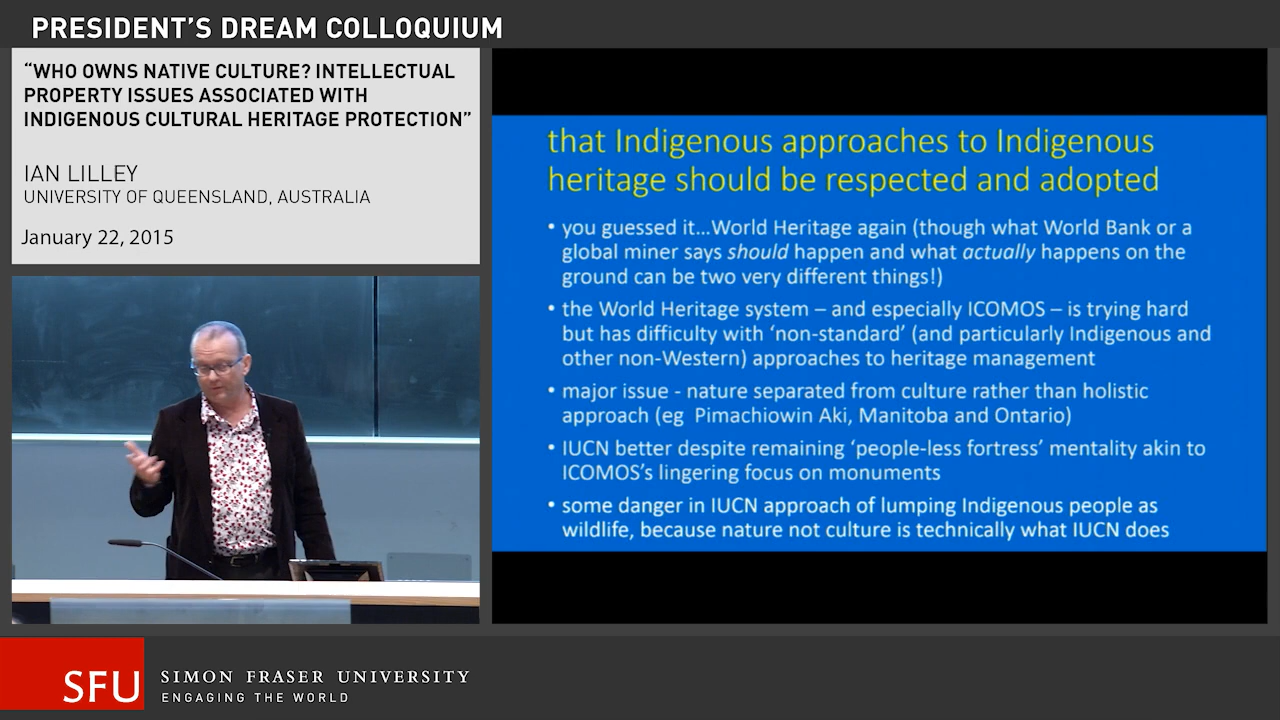 PRESIDENT'S DREAM COLLOQUIUM
“WHO OWNS NATIVE CULTURE? INTELLECTUAL
PROPERTY ISSUES ASSOCIATED WITH
INDIGENOUS CULTURAL HERITAGE PROTECTION”
IAN LILLEY
UNIVERSITY OF QUEENSLAND, AUSTRALIA
January 22, 2015
that Indigenous approaches to Indigenous
heritage should be respected and adopted
• you guessed it...World Heritage again (though what World Bank or a
global miner says should happen and what actually happens on the
ground can be two very different things!)
• the World Heritage system – and especially ICOMOS – is trying hard
but has difficulty with ‘non-standard’ (and particularly Indigenous and
other non-Western) approaches to heritage management
• major issue - nature separated from culture rather than holistic
approach (eg Pimachiowin Aki, Manitoba and Ontario)
• IUCN better despite remaining ‘people-less fortress’ mentality akin to
ICOMOS’s lingering focus on monuments
• some danger in IUCN approach of lumping Indigenous people as
wildlife, because nature not culture is technically what IUCN does
SFU
SIMON FRASER UNIVERSITY
ENGAGING THE WORLD